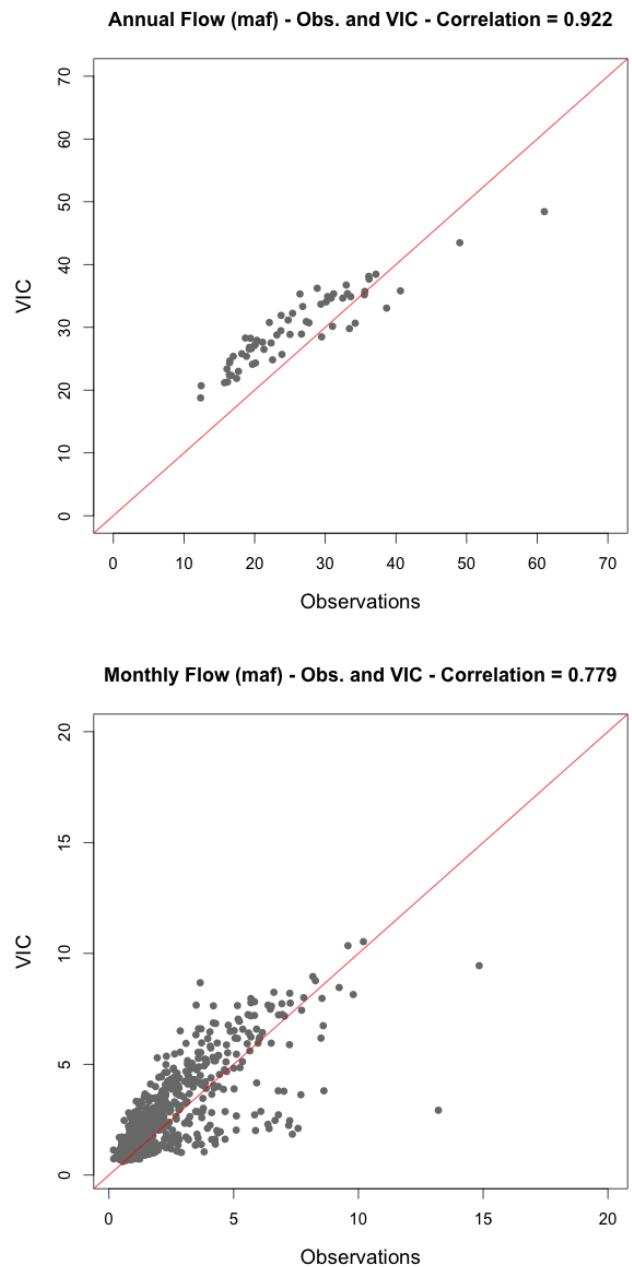 Annual Flow (maf) - Obs. and VIC - Correlation = 0.922
70
60
50
40
30
20
10
0
VIC
0 10 20 30 40 50 60 70
Observations
Monthly Flow (maf) - Obs. and VIC - Correlation = 0.779
20
15
10
5
0
VIC
0 5 10 15 20
Observations